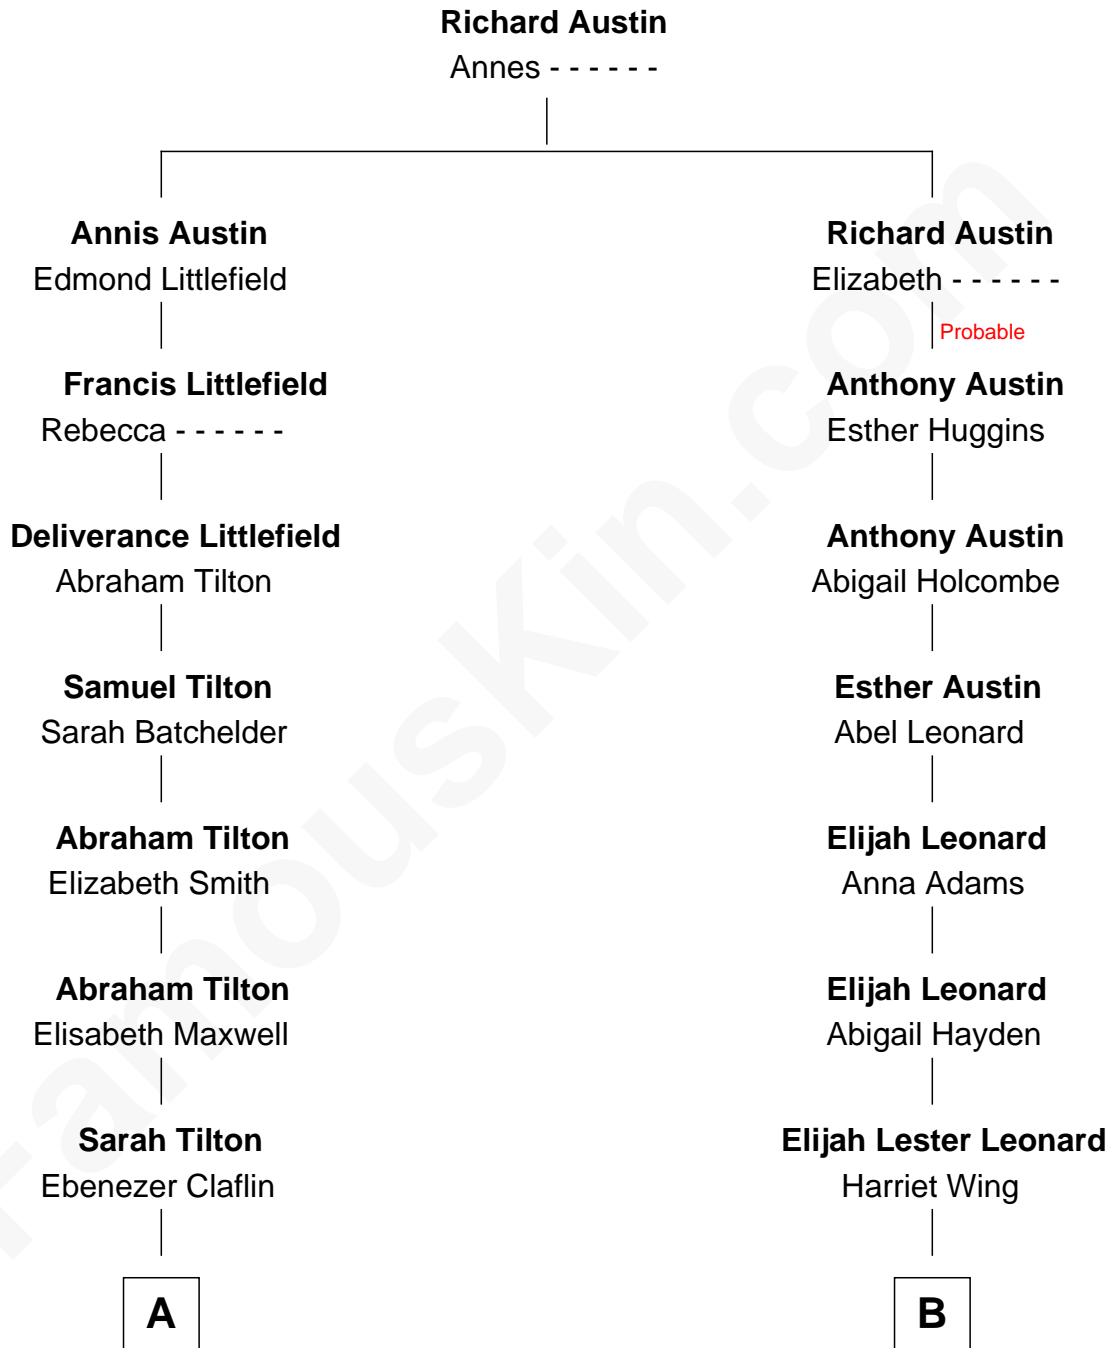 Richard Austin
Annes - - - - - -
Annis Austin
Edmond Littlefield
Richard Austin
Elizabeth - - - - - -
Probable
Francis Littlefield
Rebecca - - - - - -
Anthony Austin
Esther Huggins
Deliverance Littlefield
Abraham Tilton
Anthony Austin
Abigail Holcombe
Samuel Tilton
Sarah Batchelder
Esther Austin
Abel Leonard
Abraham Tilton
Elizabeth Smith
Elijah Leonard
Anna Adams
Abraham Tilton
Elisabeth Maxwell
Elijah Leonard
Abigail Hayden
Sarah Tilton
Ebenezer Claflin
Elijah Lester Leonard
Harriet Wing
A
B
FamousKin.com